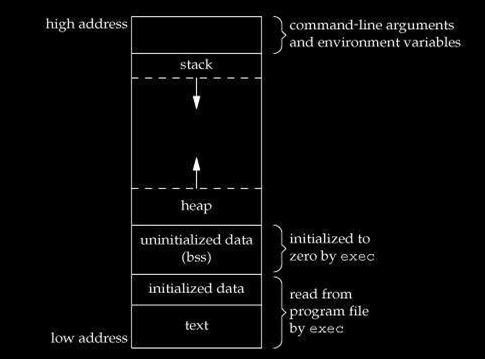 high address
command-line arguments
and environment variables
stack
heap
uninitialized data
(bss)
initialized to
zero by exec
initialized data
read from
program file
by exec
text
low address